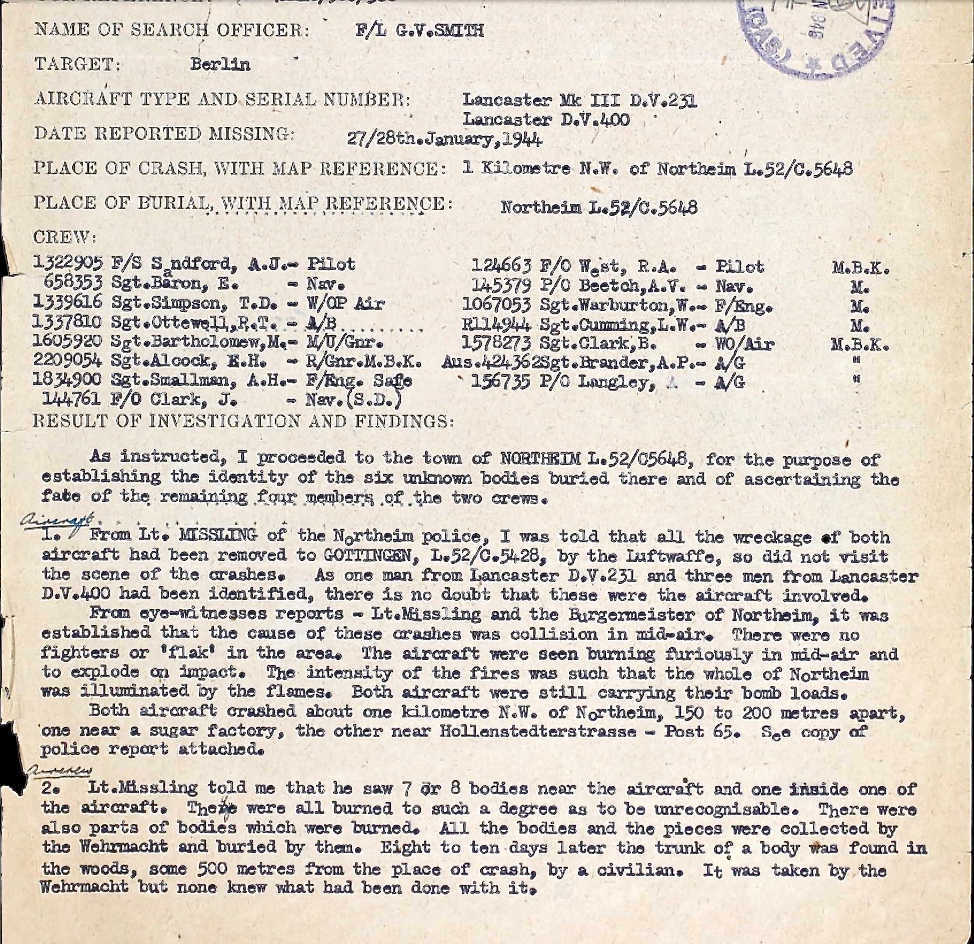 NAME OF SEARCH OFFICER: F/L G.V.SMITH
TARGET: Berlin
AIRCRAFT TYPE AND SERIAL NUMBER: Lancaster Mk III D.V.231
Lancaster D.V.400
DATE REPORTED MISSING: 27/28th.January,1944
PLACE OF CRASH, WITH MAP REFERENCE: 1 Kilometre N.W. of Northeim L.52/C.5648
PLACE OF BURIAL, WITH MAP REFERENCE: Northeim L.52/C.5648
CREW:
1322905 F/S Sandford, A.J.- Pilot 124663 F/O West, R.A. - Pilot M.B.K.
658353 Sgt.Baron, E. - Nav. 145379 P/O Beetch,A.V. - Nav. M.
1339616 Sgt.Simpson, T.D. - W/OP Air 1067053 Sgt.Warburton,W.- F/Eng. M.
1337810 Sgt.Ottewell,R.T. - A/B......... R114944 Sgt.Cumming,L.W.- A/B M.
1605920 Sgt.Bartholomew,M.- M/U/Gnr. 1578273 Sgt.Clark,B. - WO/Air M.B.K.
2209054 Sgt.Alcock, E.H. - R/Gnr.M.B.K. Aus.424362Sgt.Brander,A.P.- A/G "
1834900 Sgt.Smallman, A.H.- F/Eng. Safe 156735 P/O Langley, - A/G "
144761 F/O Clark, J. - Nav.(S.D.)
RESULT OF INVESTIGATION AND FINDINGS:
As instructed, I proceeded to the town of NORTHEIM L.52/C5648, for the purpose of
establishing the identity of the six unknown bodies buried there and of ascertaining the
fate of the remaining four members of the two crews.
Aircraft.
1. From Lt. MISSLING of the Northeim police, I was told that all the wreckage of both
aircraft had been removed to GOTTINGEN, L.52/C.5428, by the Luftwaffe, so did not visit
the scene of the crashes. As one man from Lancaster D.V.231 and three men from Lancaster
D.V.400 had been identified, there is no doubt that these were the aircraft involved.
From eye-witnesses reports - Lt.Missling and the Burgermeister of Northeim, it was
established that the cause of these crashes was collision in mid-air. There were no
fighters or 'flak' in the area. The aircraft were seen burning furiously in mid-air and
to explode on impact. The intensity of the fires was such that the whole of Northeim
was illuminated by the flames. Both aircraft were still carrying their bomb loads.
Both aircraft crashed about one kilometre N.W. of Northeim, 150 to 200 metres apart,
one near a sugar factory, the other near Hollenstedterstrasse - Post 65. See copy of
police report attached.
Aircrew
2. Lt.Missling told me that he saw 7 or 8 bodies near the aircraft and one inside one of
the aircraft. These were all burned to such a degree as to be unrecognisable. There were
also parts of bodies which were burned. All the bodies and the pieces were collected by
the Wehrmacht and buried by them. Eight to ten days later the trunk of a body was found in
the woods, some 500 metres from the place of crash, by a civilian. It was taken by the
Wehrmacht but none knew what had been done with it.